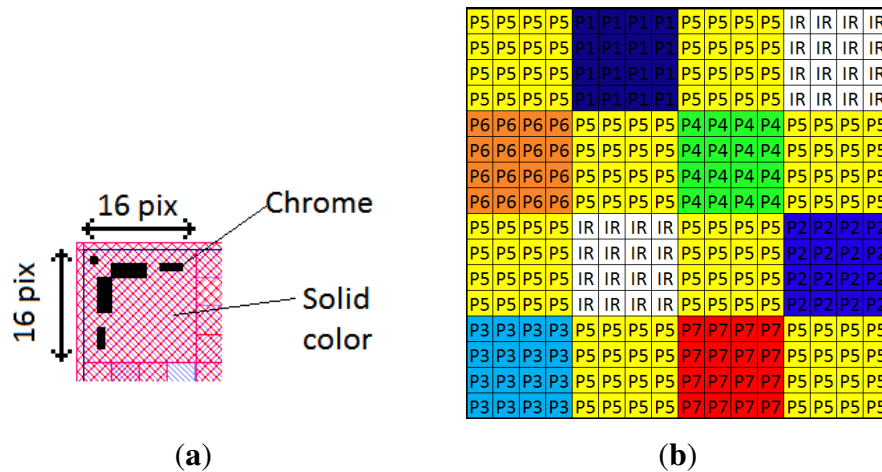 16 pix
16 pix
Chrome
Solid
color
(a)
P5 P5 P5 P5 P1 P1 P1 P1 P5 P5 P5 P5 IR IR IR IR
P5 P5 P5 P5 P1 P1 P1 P1 P5 P5 P5 P5 IR IR IR IR
P5 P5 P5 P5 P1 P1 P1 P1 P5 P5 P5 P5 IR IR IR IR
P5 P5 P5 P5 P1 P1 P1 P1 P5 P5 P5 P5 IR IR IR IR
P6 P6 P6 P6 P5 P5 P5 P5 P4 P4 P4 P4 P5 P5 P5 P5
P6 P6 P6 P6 P5 P5 P5 P5 P4 P4 P4 P4 P5 P5 P5 P5
P6 P6 P6 P6 P5 P5 P5 P5 P4 P4 P4 P4 P5 P5 P5 P5
P6 P6 P6 P6 P5 P5 P5 P5 P4 P4 P4 P4 P5 P5 P5 P5
P5 P5 P5 P5 IR IR IR IR P5 P5 P5 P5 P2 P2 P2 P2
P5 P5 P5 P5 IR IR IR IR P5 P5 P5 P5 P2 P2 P2 P2
P5 P5 P5 P5 IR IR IR IR P5 P5 P5 P5 P2 P2 P2 P2
P5 P5 P5 P5 IR IR IR IR P5 P5 P5 P5 P2 P2 P2 P2
P3 P3 P3 P3 P5 P5 P5 P5 P7 P7 P7 P7 P5 P5 P5 P5
P3 P3 P3 P3 P5 P5 P5 P5 P7 P7 P7 P7 P5 P5 P5 P5
P3 P3 P3 P3 P5 P5 P5 P5 P7 P7 P7 P7 P5 P5 P5 P5
P3 P3 P3 P3 P5 P5 P5 P5 P7 P7 P7 P7 P5 P5 P5 P5
(b)